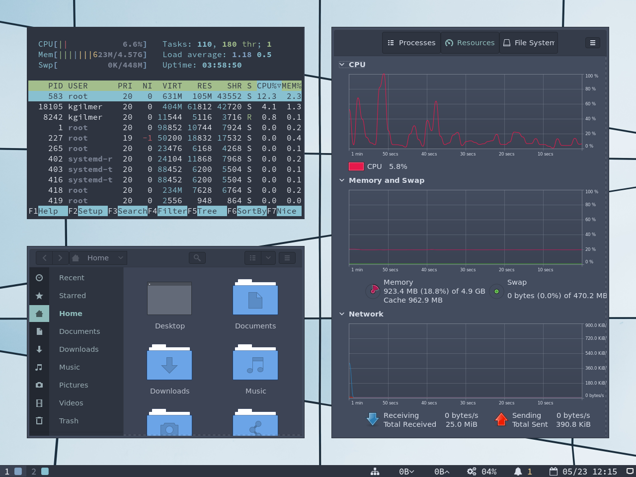 CPU[|| 6.6%] Tasks: 110, 180 thr; 1
Mem[|||||||623M/4.57G] Load average: 1.18 0.5
Swp[ 0K/448M] Uptime: 03:58:50
PID USER PRI NI VIRT RES SHR S CPU%▽MEM%
583 root 20 0 631M 105M 43552 S 12.3 2.3
18105 kgilmer 20 0 404M 61812 42720 S 4.1 1.3
8242 kgilmer 20 0 11544 5116 3716 R 0.8 0.1
1 root 20 0 98852 10744 7924 S 0.0 0.2
227 root 19 -1 50200 18832 17532 S 0.0 0.4
265 root 20 0 23476 6168 4268 S 0.0 0.1
402 systemd-r 20 0 24104 11868 7968 S 0.0 0.2
403 systemd-t 20 0 88452 6200 5504 S 0.0 0.1
416 systemd-t 20 0 88452 6200 5504 S 0.0 0.1
418 root 20 0 234M 7628 6764 S 0.0 0.2
419 root 20 0 2556 948 864 S 0.0 0.0
F1Help F2Setup F3SearchF4FilterF5Tree F6SortByF7Nice
Home
Recent
Starred
Home
Documents
Downloads
Music
Pictures
Videos
Trash
Desktop
Documents
Downloads
Music
Processes
Resources
File System
CPU
100 %
80 %
60 %
40 %
20 %
0 %
1 min 50 secs 40 secs 30 secs 20 secs 10 secs
CPU 5.8%
Memory and Swap
100 %
80 %
60 %
40 %
20 %
0 %
1 min 50 secs 40 secs 30 secs 20 secs 10 secs
Memory
923.4 MB (18.8%) of 4.9 GB
Cache 962.9 MB
Swap
0 bytes (0.0%) of 470.2 MB
Network
900.0 KiB/
720.0 KiB/
540.0 KiB/
360.0 KiB/
180.0 KiB/
0 bytes/s
1 min 50 secs 40 secs 30 secs 20 secs 10 secs
Receiving 0 bytes/s
Total Received 25.0 MiB
Sending 0 bytes/s
Total Sent 390.8 KiB
1
2
0B
0B
04%
1
05/23 12:15